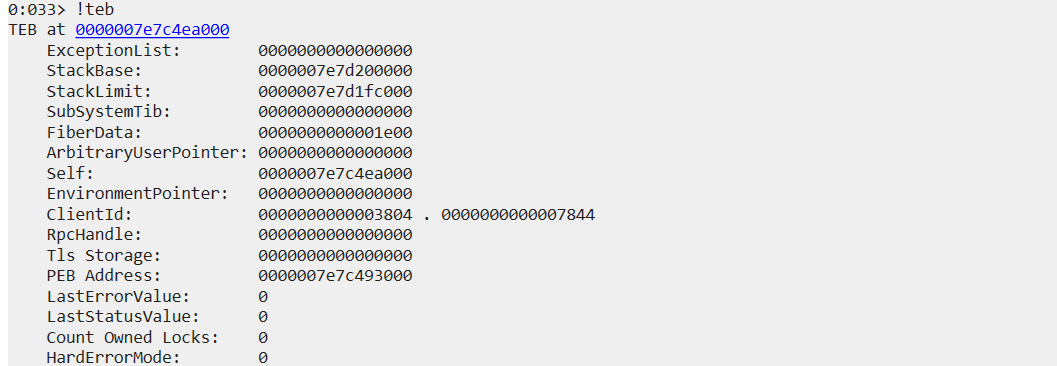 0:033> !teb
TEB at 0000007e7c4ea000
ExceptionList: 0000000000000000
StackBase: 0000007e7d200000
StackLimit: 0000007e7d1fc000
SubSystemTib: 0000000000000000
FiberData: 0000000000001e00
ArbitraryUserPointer: 0000000000000000
Self: 0000007e7c4ea000
EnvironmentPointer: 0000000000000000
ClientId: 0000000000003804 . 0000000000007844
RpcHandle: 0000000000000000
Tls Storage: 0000000000000000
PEB Address: 0000007e7c493000
LastErrorValue: 0
LastStatusValue: 0
Count Owned Locks: 0
HardErrorMode: 0